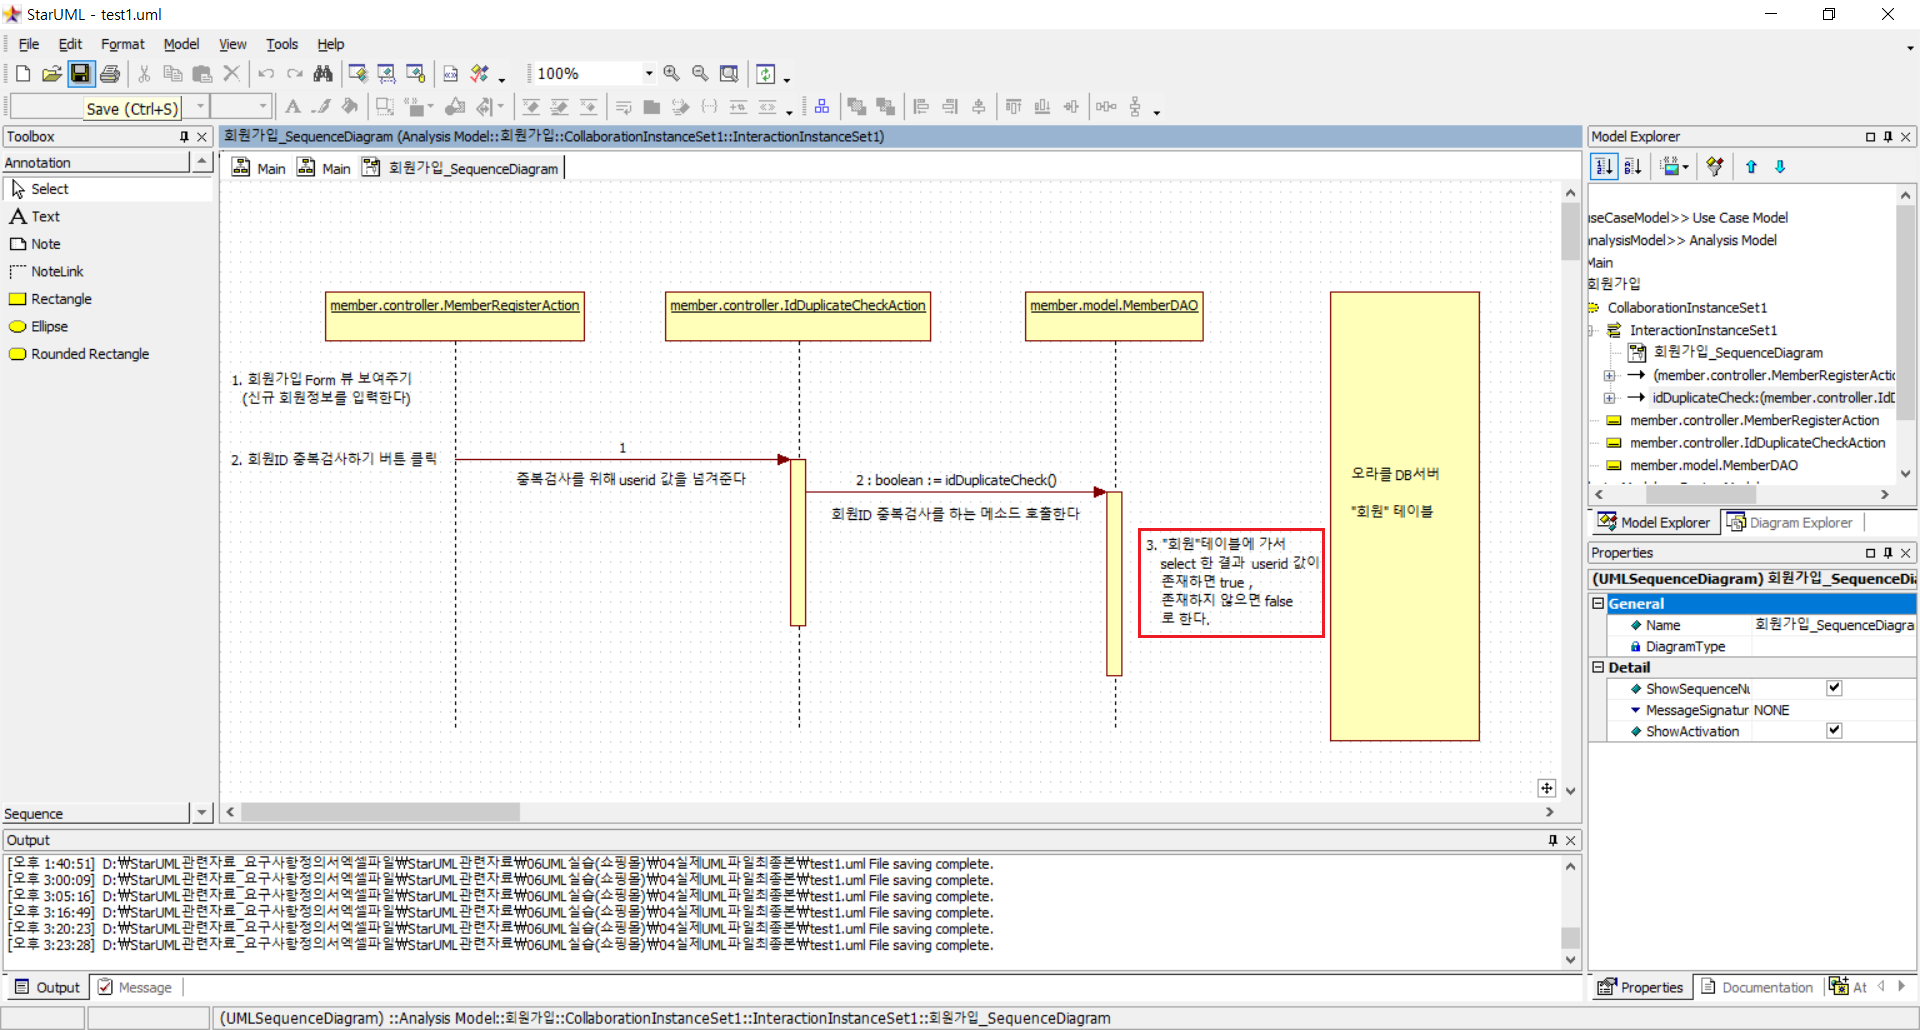 StarUML - test1.uml
File Edit Format Model View Tools Help
100%
Save (Ctrl+S)
Toolbox
Annotation
Select
Text
Note
NoteLink
Rectangle
Ellipse
Rounded Rectangle
Sequence
회원가입_SequenceDiagram (Analysis Model::회원가입::CollaborationInstanceSet1::InteractionInstanceSet1)
Main Main 회원가입_SequenceDiagram
member.controller.MemberRegisterAction
member.controller.IdDuplicateCheckAction
member.model.MemberDAO
1. 회원가입 Form 뷰 보여주기
(신규 회원정보를 입력한다)
2. 회원ID 중복검사하기 버튼 클릭
1
중복검사를 위해 userid 값을 넘겨준다
2 : boolean := idDuplicateCheck()
회원ID 중복검사를 하는 메소드 호출한다
3. "회원"테이블에 가서
select 한 결과 userid 값이
존재하면 true ,
존재하지 않으면 false
로 한다.
오라클 DB서버
"회원" 테이블
Model Explorer
seCaseModel>> Use Case Model
nalysisModel>> Analysis Model
Main
회원가입
CollaborationInstanceSet1
InteractionInstanceSet1
회원가입_SequenceDiagram
(member.controller.MemberRegisterActic
idDuplicateCheck:(member.controller.IdD
member.controller.MemberRegisterAction
member.controller.IdDuplicateCheckAction
member.model.MemberDAO
Model Explorer Diagram Explorer
Properties
(UMLSequenceDiagram) 회원가입_SequenceDi
General
Name 회원가입_SequenceDiagra
DiagramType
Detail
ShowSequenceNu
MessageSignatur NONE
ShowActivation
Properties Documentation At
Output
[오후 1:40:51] D:₩StarUML관련자료_요구사항정의서엑셀파일₩StarUML관련자료₩06UML실습(쇼핑몰)₩04실제UML파일최종본₩test1.uml File saving complete.
[오후 3:00:09] D:₩StarUML관련자료_요구사항정의서엑셀파일₩StarUML관련자료₩06UML실습(쇼핑몰)₩04실제UML파일최종본₩test1.uml File saving complete.
[오후 3:05:16] D:₩StarUML관련자료_요구사항정의서엑셀파일₩StarUML관련자료₩06UML실습(쇼핑몰)₩04실제UML파일최종본₩test1.uml File saving complete.
[오후 3:16:49] D:₩StarUML관련자료_요구사항정의서엑셀파일₩StarUML관련자료₩06UML실습(쇼핑몰)₩04실제UML파일최종본₩test1.uml File saving complete.
[오후 3:20:23] D:₩StarUML관련자료_요구사항정의서엑셀파일₩StarUML관련자료₩06UML실습(쇼핑몰)₩04실제UML파일최종본₩test1.uml File saving complete.
[오후 3:23:28] D:₩StarUML관련자료_요구사항정의서엑셀파일₩StarUML관련자료₩06UML실습(쇼핑몰)₩04실제UML파일최종본₩test1.uml File saving complete.
Output Message
(UMLSequenceDiagram) ::Analysis Model::회원가입::CollaborationInstanceSet1::InteractionInstanceSet1::회원가입_SequenceDiagram